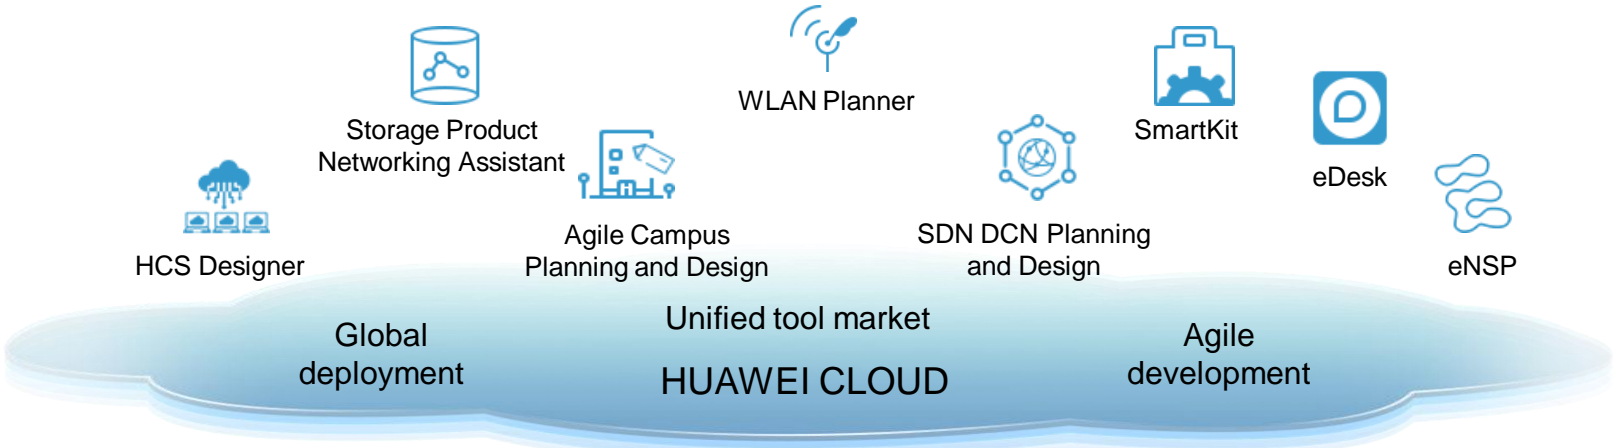 WLAN Planner
Storage Product
Networking Assistant
SmartKit
eDesk
HCS Designer
Agile Campus
Planning and Design
SDN DCN Planning
and Design
eNSP
Global
deployment
Unified tool market
HUAWEI CLOUD
Agile
development